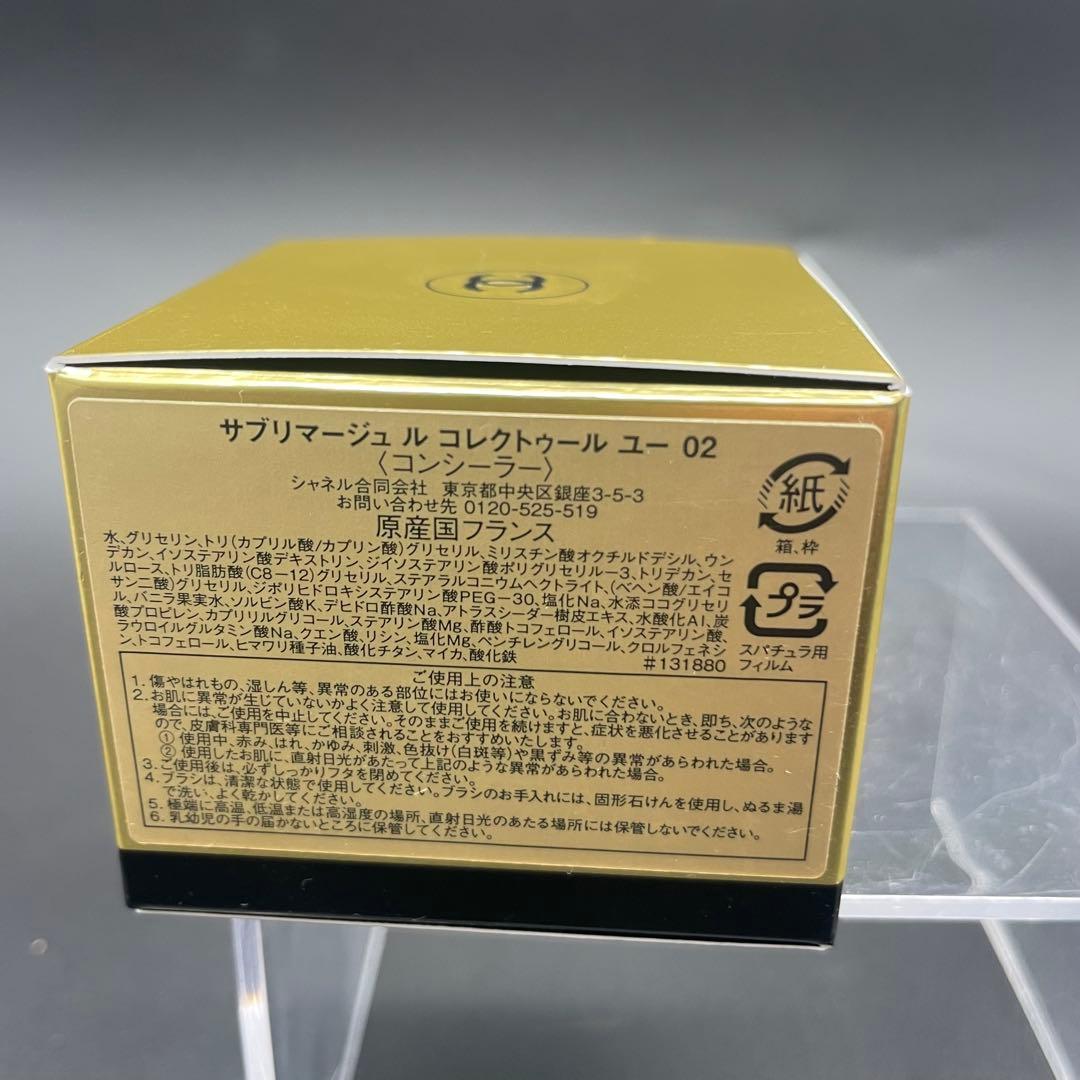 サブリマージュ ル コレクトゥール ユー 02
〈コンシーラー〉
シャネル合同会社 東京都中央区銀座3-5-3
お問い合わせ先 0120-525-519
原産国フランス
水、グリセリン、トリ(カプリル酸/カプリン酸)グリセリル、ミリスチン酸オクチルドデシル、ウン
デカン、イソステアリン酸デキストリン、ジイソステアリン酸ポリグリセリル-3、トリデカン、セ
ルロース、トリ脂肪酸(C8-12)グリセリル、ステアラルコニウムヘクトライト、(ベヘン酸/エイコ
サン二酸)グリセリル、ジポリヒドロキシステアリン酸PEG-30、塩化Na、水添ココグリセリ
ル、バニラ果実水、ソルビン酸K、デヒドロ酢酸Na、アトラスシーダー樹皮エキス、水酸化Al、炭
酸プロピレン、カプリリルグリコール、ステアリン酸Mg、酢酸トコフェロール、イソステアリン酸、
ラウロイルグルタミン酸Na、クエン酸、リシン、塩化Mg、ペンチレングリコール、クロルフェネシ
ン、トコフェロール、ヒマワリ種子油、酸化チタン、マイカ、酸化鉄
#131880
紙
箱、枠
プラ
スパチュラ用
フィルム
ご使用上の注意
1. 傷やはれもの、湿しん等、異常のある部位にはお使いにならないでください。
2. お肌に異常が生じていないかよく注意して使用してください。お肌に合わないとき、即ち、次のような
場合には、ご使用を中止してください。そのままご使用を続けますと、症状を悪化させることがあります
ので、皮膚科専門医等にご相談されることをおすすめいたします。
① 使用中、赤み、はれ、かゆみ、刺激、色抜け(白斑等)や黒ずみ等の異常があらわれた場合。
② 使用したお肌に、直射日光があたって上記のような異常があらわれた場合。
3. ご使用後は、必ずしっかりフタを閉めてください。
4. ブラシは、清潔な状態で使用してください。ブラシのお手入れには、固形石けんを使用し、ぬるま湯
で洗い、よく乾かしてください。
5. 極端に高温、低温または高湿度の場所、直射日光のあたる場所には保管しないでください。
6. 乳幼児の手の届かないところに保管してください。